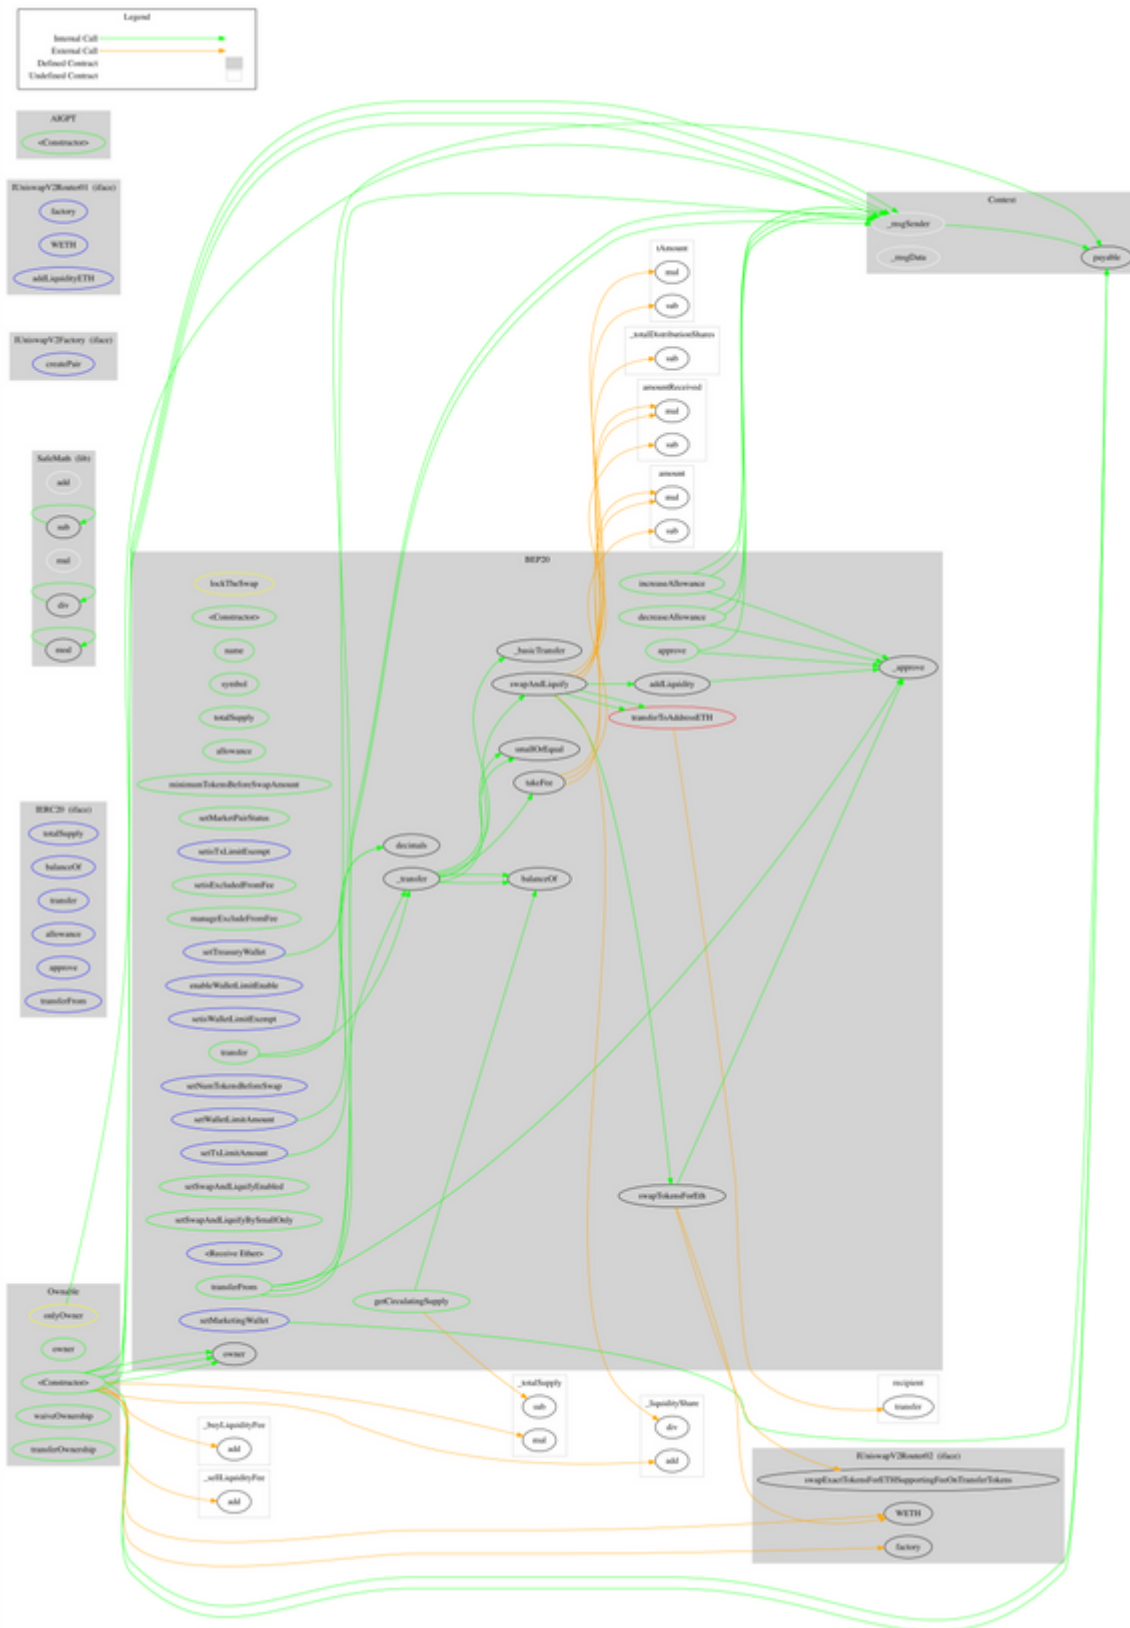 Legend
Internal Call
External Call
Defined Contract
Undefined Contract
AIGPT
<Constructor>
IUniswapV2Router01 (iface)
factory
WETH
addLiquidityETH
IUniswapV2Factory (iface)
createPair
SafeMath (lib)
add
sub
mul
div
mod
IERC20 (iface)
totalSupply
balanceOf
transfer
allowance
approve
transferFrom
Ownable
onlyOwner
owner
<Constructor>
waiveOwnership
transferOwnership
Context
_msgSender
_msgData
payable
tAmount
mul
sub
_totalDistributionShares
sub
amountReceived
mul
sub
amount
mul
sub
BEP20
lockTheSwap
<Constructor>
name
symbol
totalSupply
allowance
minimumTokensBeforeSwapAmount
setMarketPairStatus
setisTxLimitExempt
setisExcludedFromFee
manageExcludeFromFee
setTreasuryWallet
enableWalletLimitEnable
setisWalletLimitExempt
transfer
setNumTokensBeforeSwap
setWalletLimitAmount
setTxLimitAmount
setSwapAndLiquifyEnabled
setSwapAndLiquifyBySmallOnly
<Receive Ether>
transferFrom
setMarketingWallet
owner
decimals
_transfer
getCirculatingSupply
_basicTransfer
swapAndLiquify
smallOrEqual
takeFee
balanceOf
increaseAllowance
decreaseAllowance
approve
addLiquidity
transferToAddressETH
swapTokensForEth
_approve
_buyLiquidityFee
add
_sellLiquidityFee
add
_totalSupply
sub
mul
_liquidityShare
div
add
recipient
transfer
IUniswapV2Router02 (iface)
swapExactTokensForETHSupportingFeeOnTransferTokens
WETH
factory